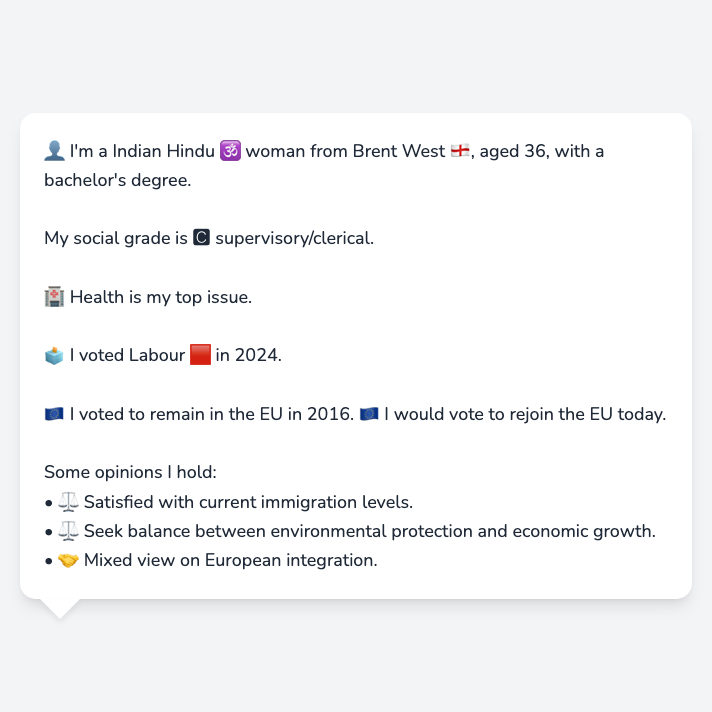 👤 I'm a Indian Hindu 🕉️ woman from Brent West 🏴󠁧󠁢󠁥󠁮󠁧󠁿, aged 36, with a
bachelor's degree.
My social grade is 🅲 supervisory/clerical.
🏥 Health is my top issue.
🗳️ I voted Labour 🟥 in 2024.
🇪🇺 I voted to remain in the EU in 2016. 🇪🇺 I would vote to rejoin the EU today.
Some opinions I hold:
• ⚖️ Satisfied with current immigration levels.
• ⚖️ Seek balance between environmental protection and economic growth.
• 🤝 Mixed view on European integration.